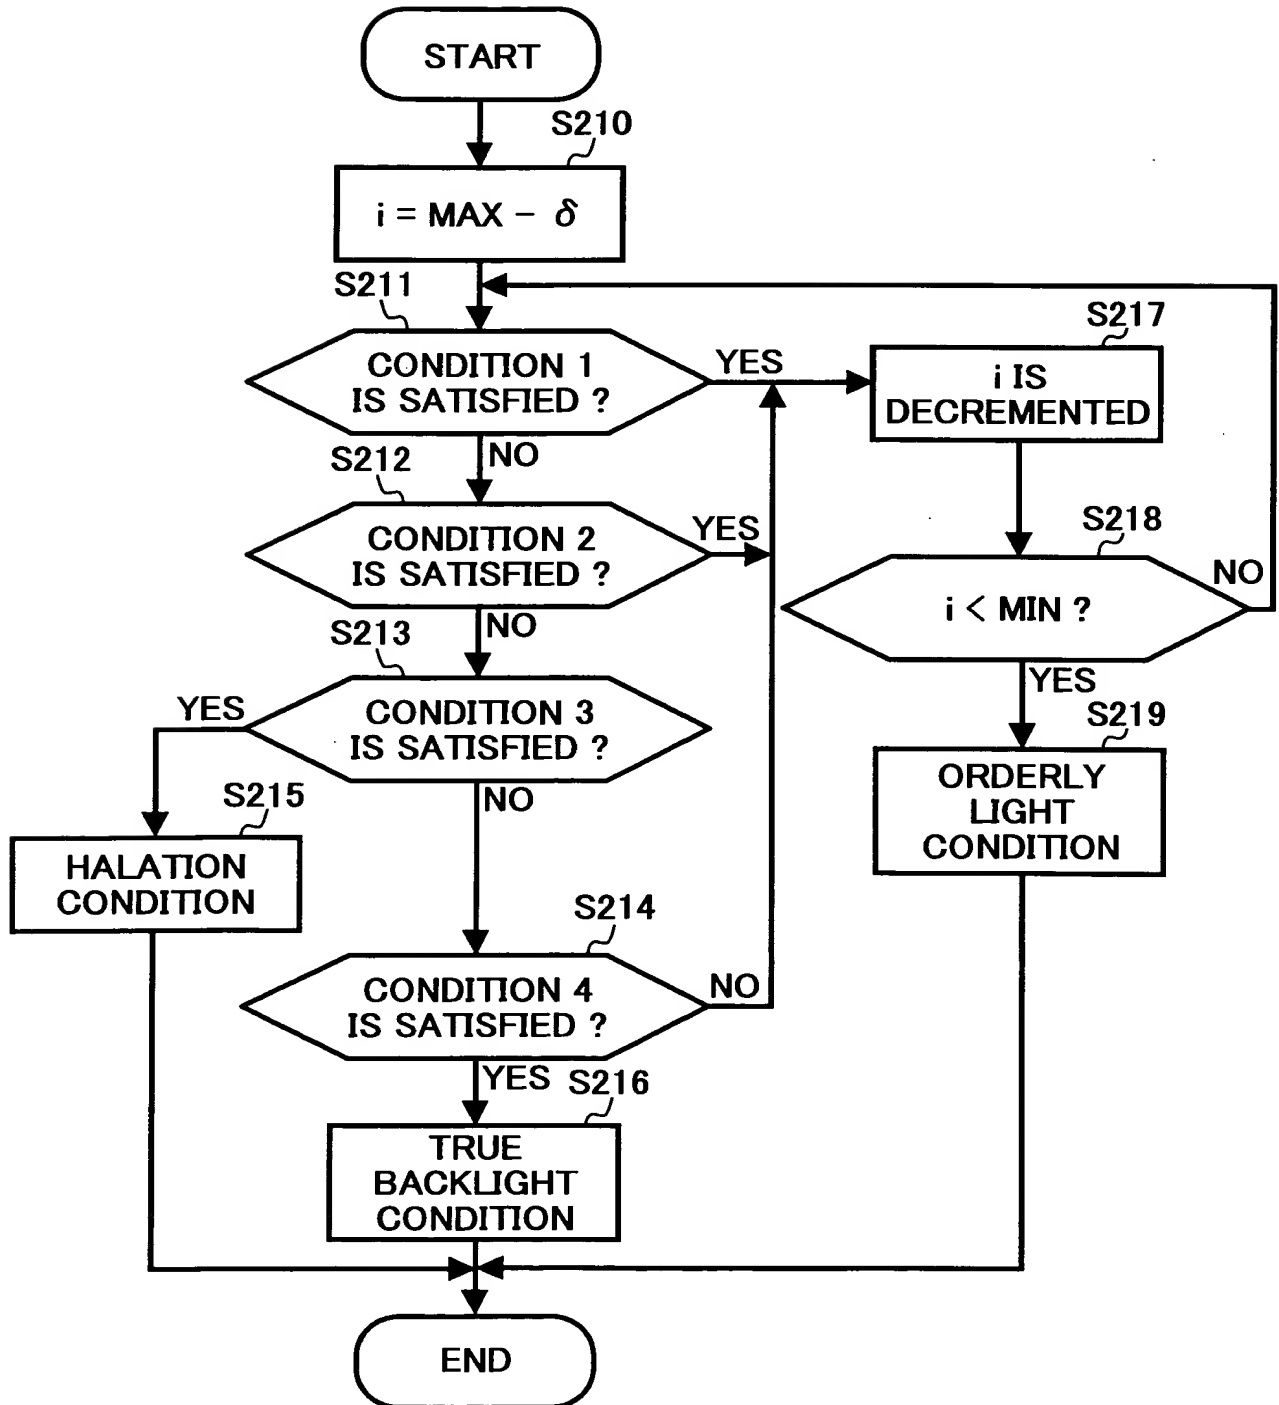 START
S210
i = MAX − δ
S211
CONDITION 1
IS SATISFIED ?
YES
NO
S217
i IS
DECREMENTED
S212
CONDITION 2
IS SATISFIED ?
YES
NO
S218
i < MIN ?
NO
YES
S213
CONDITION 3
IS SATISFIED ?
YES
NO
S219
ORDERLY
LIGHT
CONDITION
S215
HALATION
CONDITION
S214
CONDITION 4
IS SATISFIED ?
NO
YES
S216
TRUE
BACKLIGHT
CONDITION
END